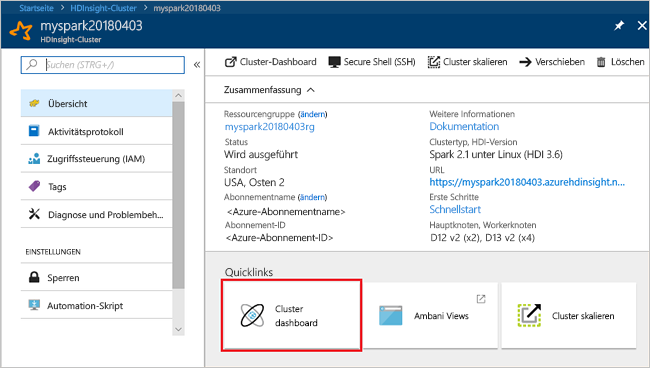 Startseite > HDInsight-Cluster > myspark20180403
myspark20180403
HDInsight-Cluster
Suchen (STRG+/)
Übersicht
Aktivitätsprotokoll
Zugriffssteuerung (IAM)
Tags
Diagnose und Problembeh...
EINSTELLUNGEN
Sperren
Automation-Skript
Cluster-Dashboard Secure Shell (SSH) Cluster skalieren Verschieben Löschen
Zusammenfassung
Ressourcengruppe (ändern)
myspark20180403rg
Status
Wird ausgeführt
Standort
USA, Osten 2
Abonnementname (ändern)
<Azure-Abonnementname>
Abonnement-ID
<Azure-Abonnement-ID>
Weitere Informationen
Dokumentation
Clustertyp, HDI-Version
Spark 2.1 unter Linux (HDI 3.6)
URL
https://myspark20180403.azurehdinsight.n...
Erste Schritte
Schnellstart
Hauptknoten, Workerknoten
D12 v2 (x2), D13 v2 (x4)
Quicklinks
Cluster
dashboard
Ambani Views
Cluster skalieren